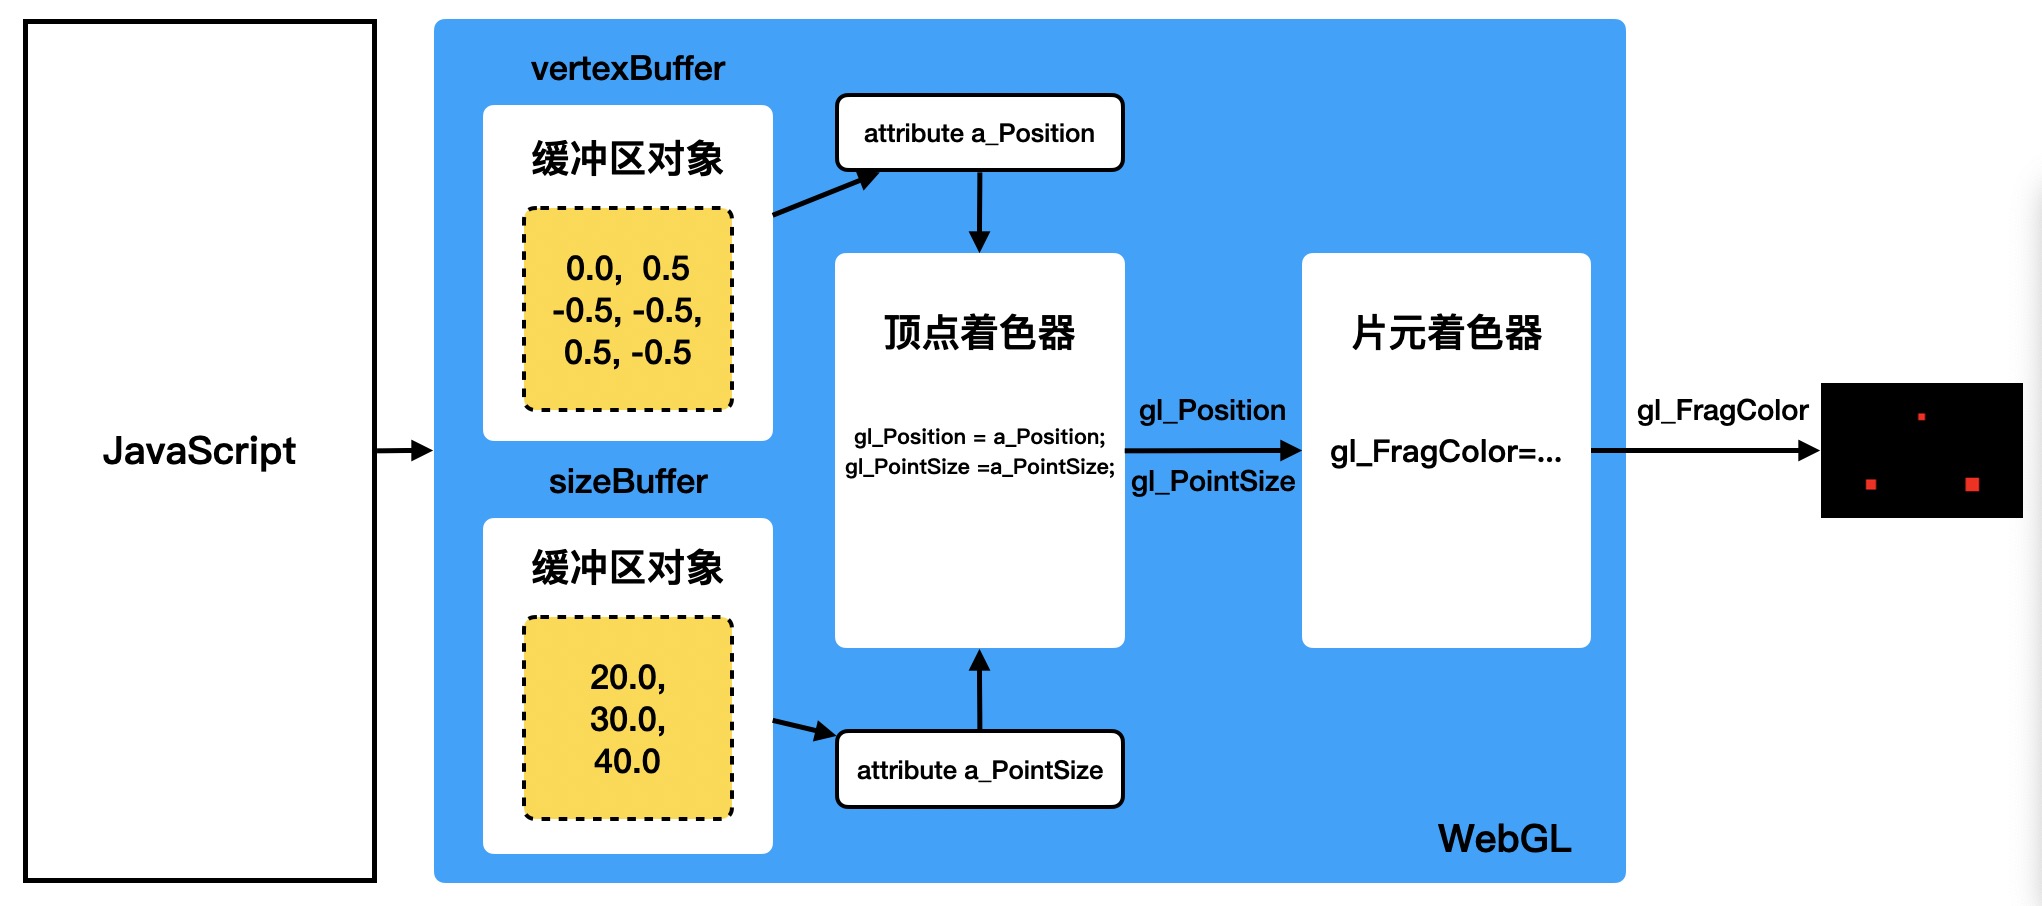 JavaScript
vertexBuffer
缓冲区对象
0.0, 0.5
-0.5, -0.5,
0.5, -0.5
sizeBuffer
缓冲区对象
20.0,
30.0,
40.0
attribute a_Position
顶点着色器
gl_Position = a_Position;
gl_PointSize =a_PointSize;
attribute a_PointSize
gl_Position
gl_PointSize
片元着色器
gl_FragColor=...
gl_FragColor
WebGL